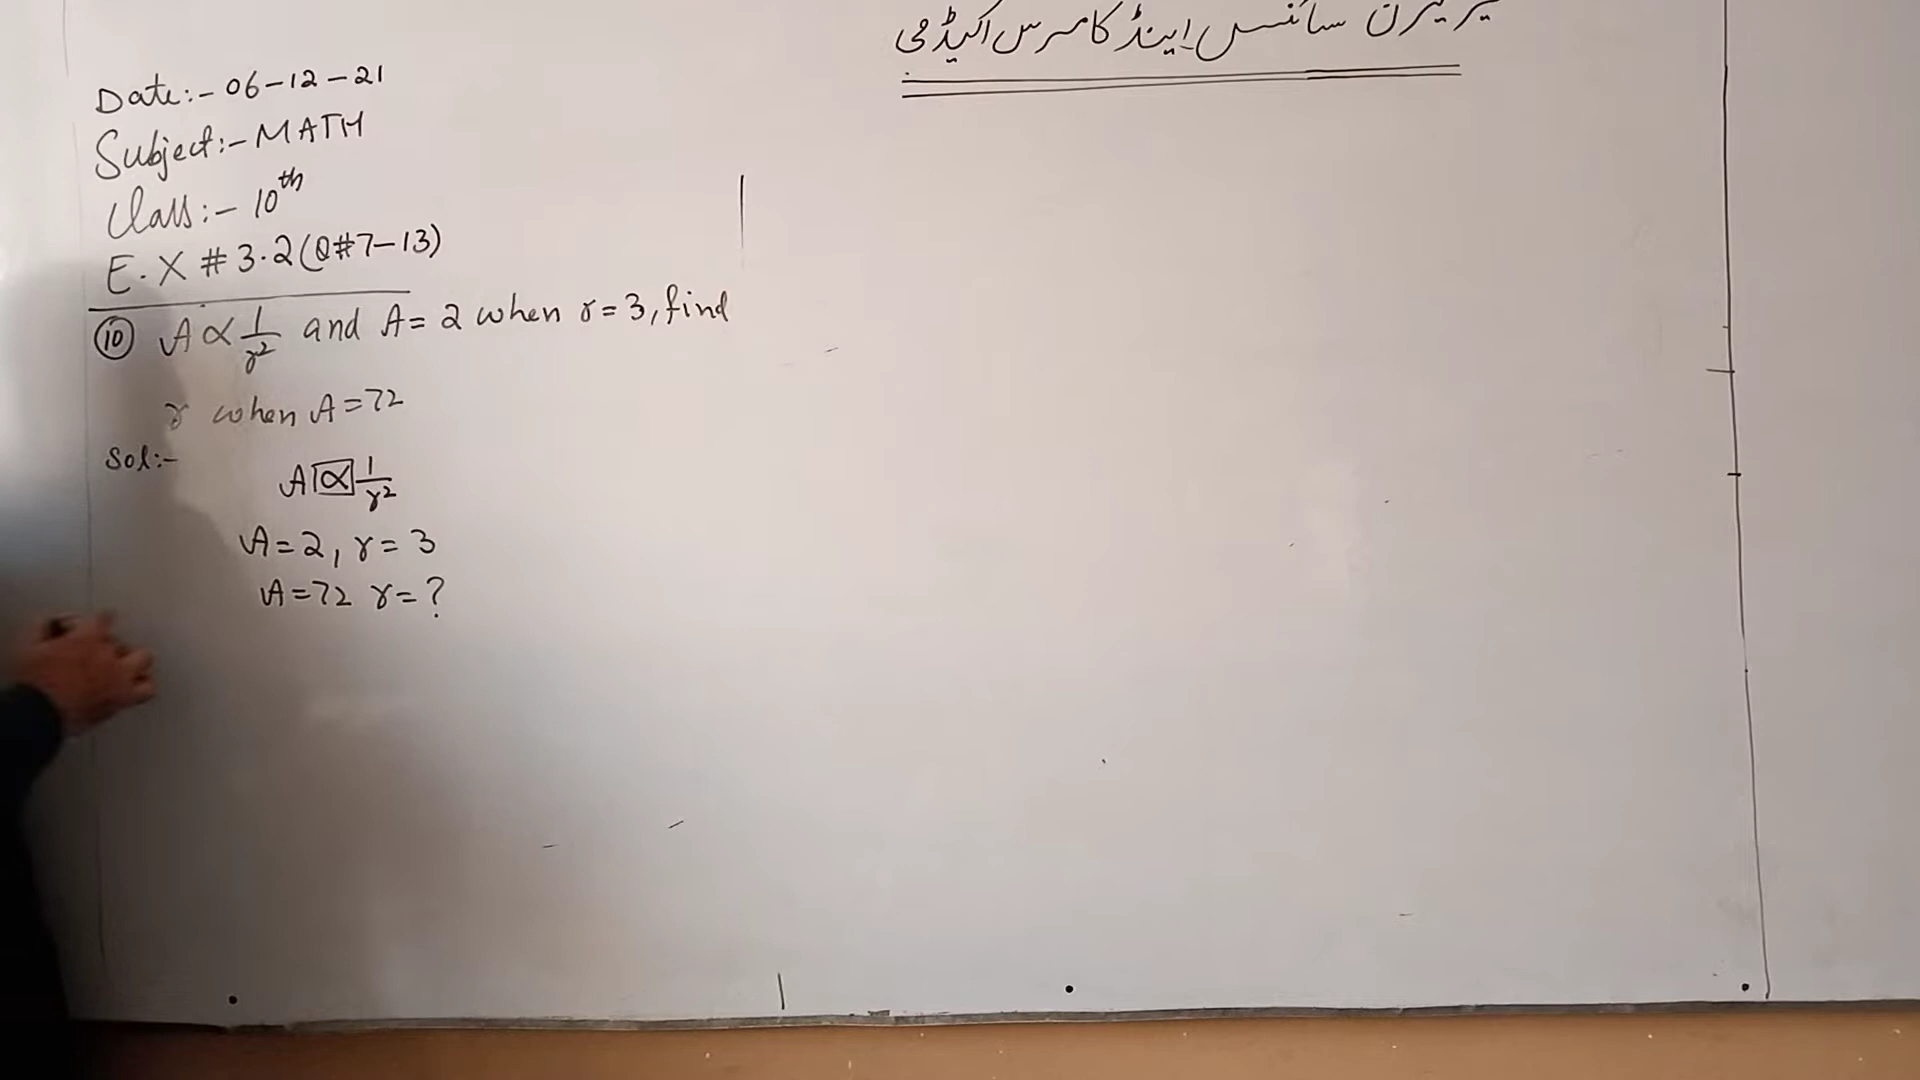 سائنس اینڈ کامرس اکیڈمی
Date:- 06-12-21
Subject:- MATH
Class:- 10th
E.X # 3.2 (Q#7-13)
⑩ A ∝ 1/r² and A = 2 when r = 3, find
r when A = 72
Sol:-
A ∝ 1/r²
A = 2, r = 3
A = 72 r = ?